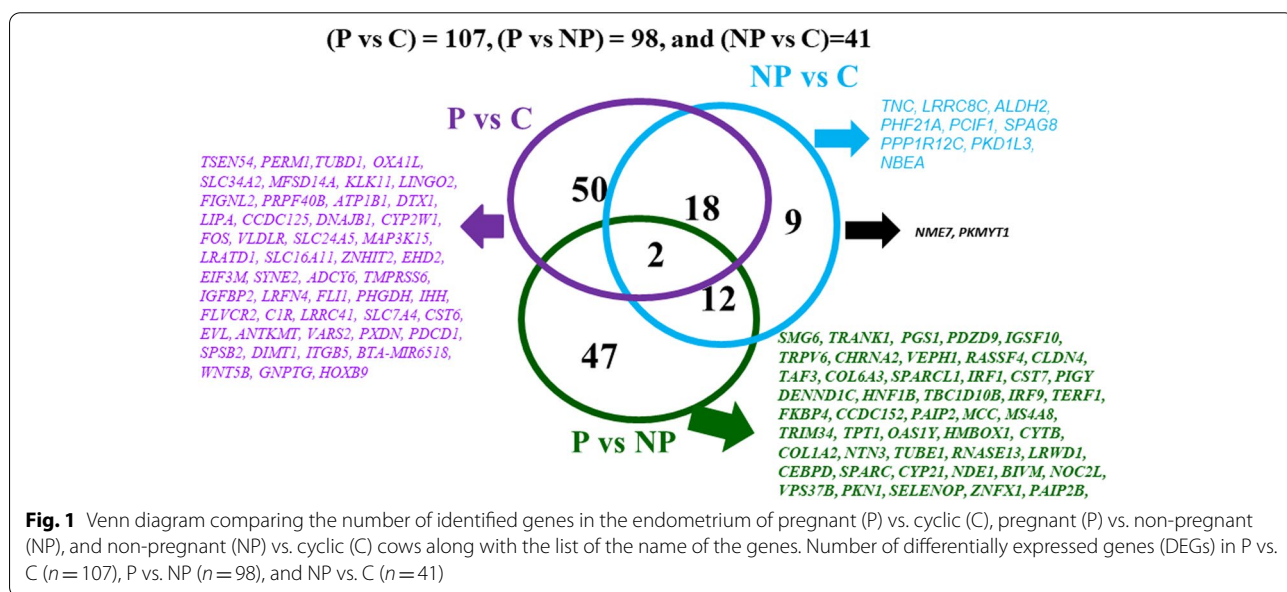 (P vs C) = 107, (P vs NP) = 98, and (NP vs C)=41
NP vs C
P vs C
TNC, LRRC8C, ALDH2,
PHF21A, PCIF1, SPAG8
PPP1R12C, PKD1L3,
NBEA
TSEN54, PERM1,TUBD1, OXA1L,
SLC34A2, MFSD14A, KLK11, LINGO2,
FIGNL2, PRPF40B, ATP1B1, DTX1,
LIPA, CCDC125, DNAJB1, CYP2W1,
FOS, VLDLR, SLC24A5, MAP3K15,
LRATD1, SLC16A11, ZNHIT2, EHD2,
EIF3M, SYNE2, ADCY6, TMPRSS6,
IGFBP2, LRFN4, FLI1, PHGDH, IHH,
FLVCR2, C1R, LRRC41, SLC7A4, CST6,
EVL, ANTKMT, VARS2, PXDN, PDCD1,
SPSB2, DIMT1, ITGB5, BTA-MIR6518,
WNT5B, GNPTG, HOXB9
50
18
9
2
12
47
NME7, PKMYT1
P vs NP
SMG6, TRANK1, PGS1, PDZD9, IGSF10,
TRPV6, CHRNA2, VEPH1, RASSF4, CLDN4,
TAF3, COL6A3, SPARCL1, IRF1, CST7, PIGY
DENND1C, HNF1B, TBC1D10B, IRF9, TERF1,
FKBP4, CCDC152, PAIP2, MCC, MS4A8,
TRIM34, TPT1, OAS1Y, HMBOX1, CYTB,
COL1A2, NTN3, TUBE1, RNASE13, LRWD1,
CEBPD, SPARC, CYP21, NDE1, BIVM, NOC2L,
VPS37B, PKN1, SELENOP, ZNFX1, PAIP2B,
Fig. 1 Venn diagram comparing the number of identified genes in the endometrium of pregnant (P) vs. cyclic (C), pregnant (P) vs. non-pregnant
(NP), and non-pregnant (NP) vs. cyclic (C) cows along with the list of the name of the genes. Number of differentially expressed genes (DEGs) in P vs.
C (n = 107), P vs. NP (n = 98), and NP vs. C (n = 41)